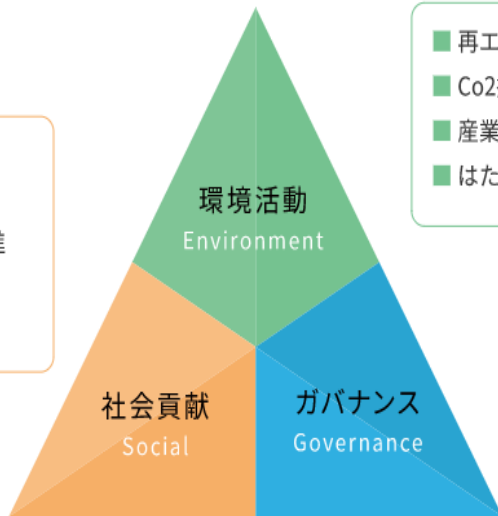 再エ
Co2
産業
はた
環境活動
Environment
進
社会貢献
Social
ガバナンス
Governance